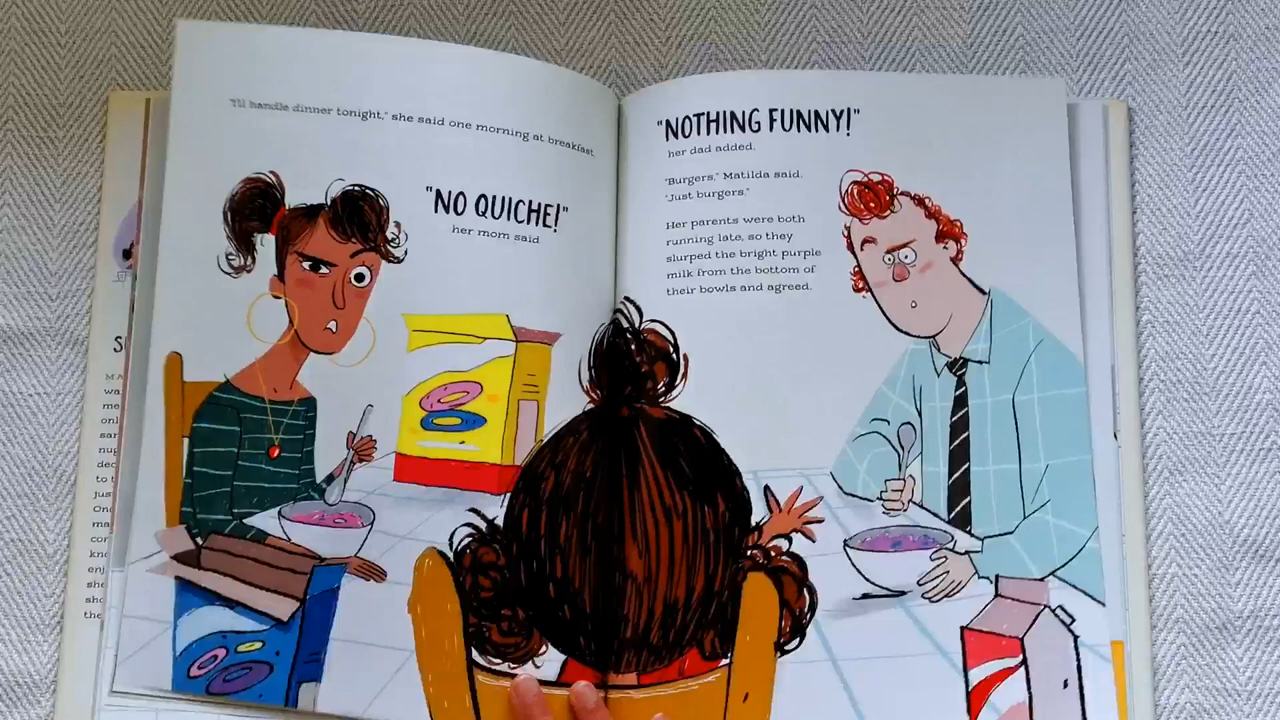 "I'll handle dinner tonight," she said one morning at breakfast.
"NO QUICHE!"
her mom said.
"NOTHING FUNNY!"
her dad added.
"Burgers," Matilda said.
"Just burgers."
Her parents were both
running late, so they
slurped the bright purple
milk from the bottom of
their bowls and agreed.